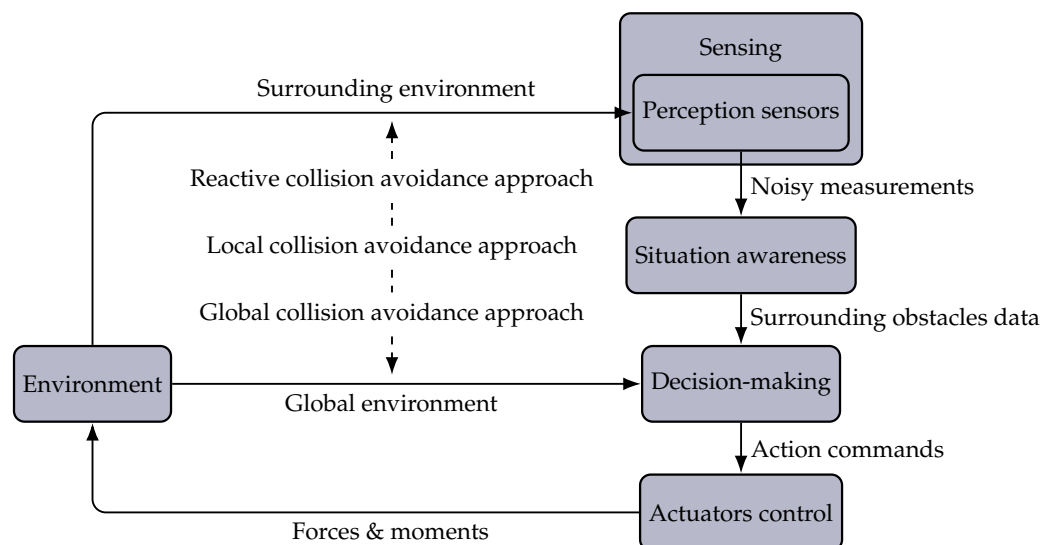 Sensing
Surrounding environment
Perception sensors
Reactive collision avoidance approach
Noisy measurements
Local collision avoidance approach
Situation awareness
Global collision avoidance approach
Surrounding obstacles data
Environment
Decision-making
Global environment
Action commands
Actuators control
Forces & moments